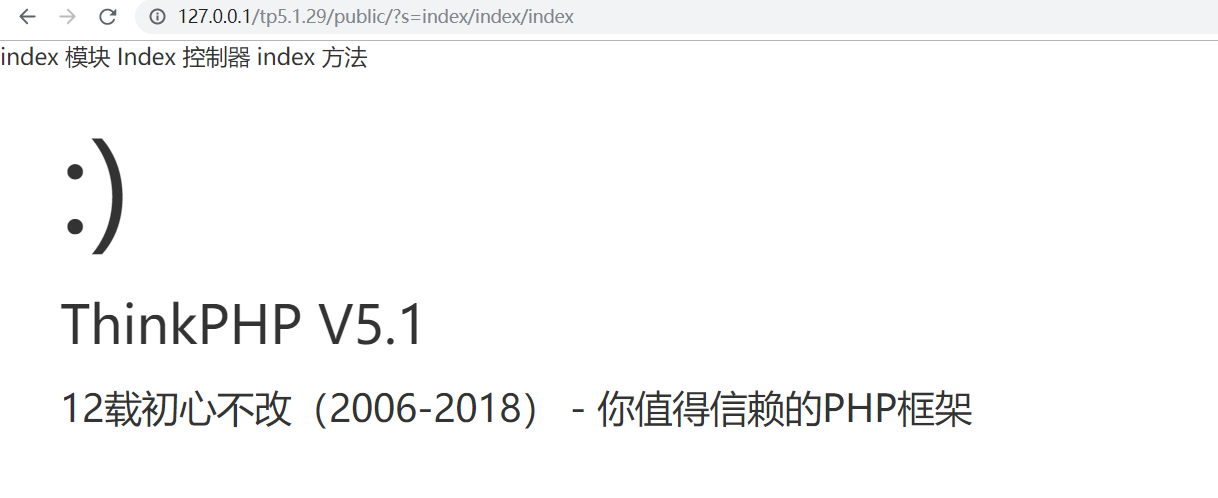 127.0.0.1/tp5.1.29/public/?s=index/index/index
index 模块 Index 控制器 index 方法
:)
ThinkPHP V5.1
12载初心不改（2006-2018） - 你值得信赖的PHP框架